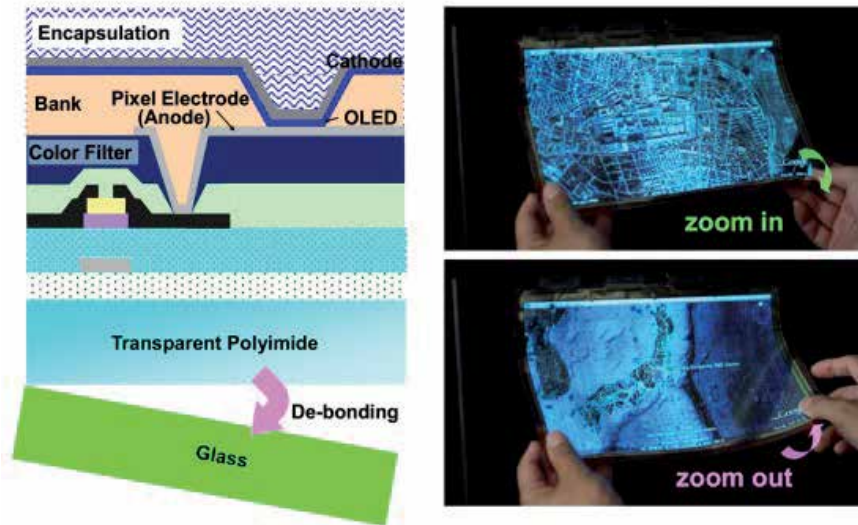 Encapsulation
Cathode
Bank
Pixel Electrode
(Anode)
OLED
Color Filter
Transparent Polyimide
De-bonding
Glass
zoom in
zoom out